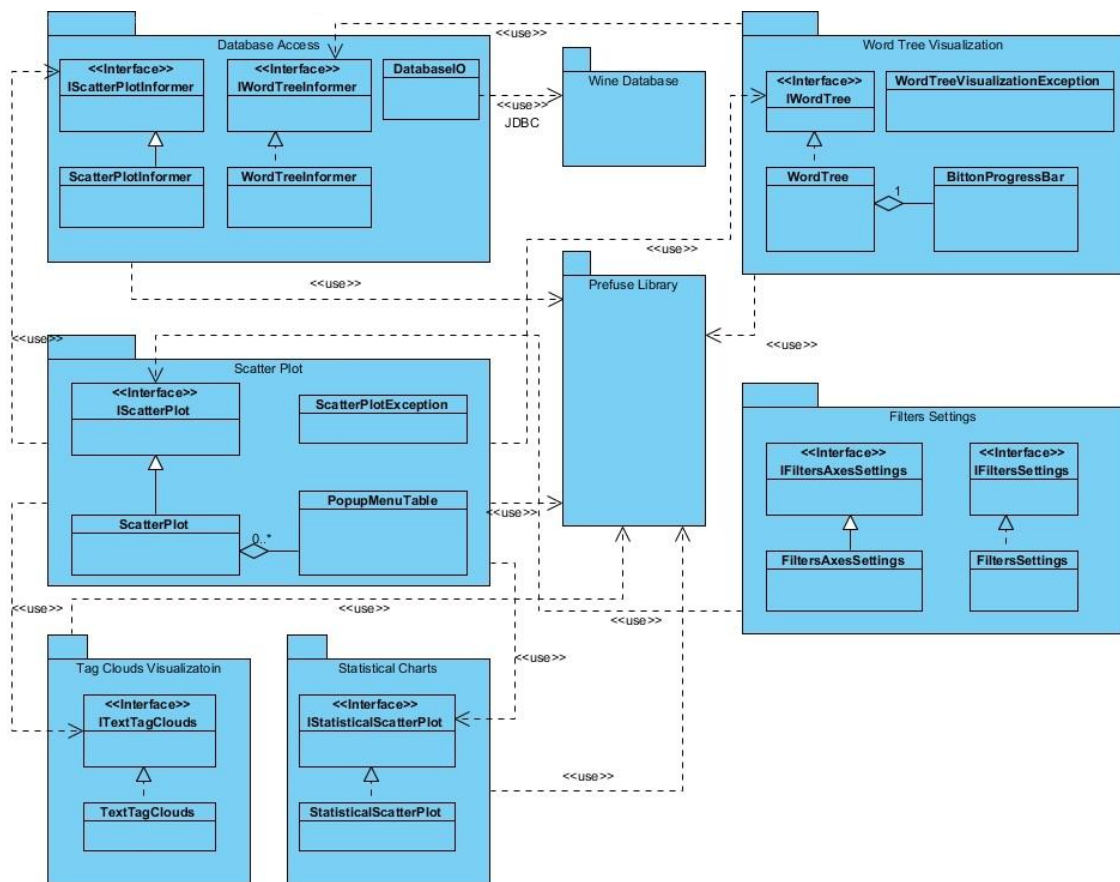 Database Access
<<Interface>>
IScatterPlotInformer
<<Interface>>
IWordTreeInformer
DatabaseIO
ScatterPlotInformer
WordTreeInformer
<<use>>
Wine Database
<<use>>
JDBC
Word Tree Visualization
<<Interface>>
IWordTree
WordTreeVisualizationException
WordTree
1
BittonProgressBar
<<use>>
<<use>>
Prefuse Library
<<use>>
<<use>>
Scatter Plot
<<Interface>>
IScatterPlot
ScatterPlotException
ScatterPlot
0..*
PopupMenuTable
<<use>>
Filters Settings
<<Interface>>
IFiltersAxesSettings
<<Interface>>
IFiltersSettings
FiltersAxesSettings
FiltersSettings
<<use>>
<<use>>
<<use>>
<<use>>
Tag Clouds Visualizatoin
<<Interface>>
ITextTagClouds
TextTagClouds
Statistical Charts
<<Interface>>
IStatisticalScatterPlot
StatisticalScatterPlot
<<use>>